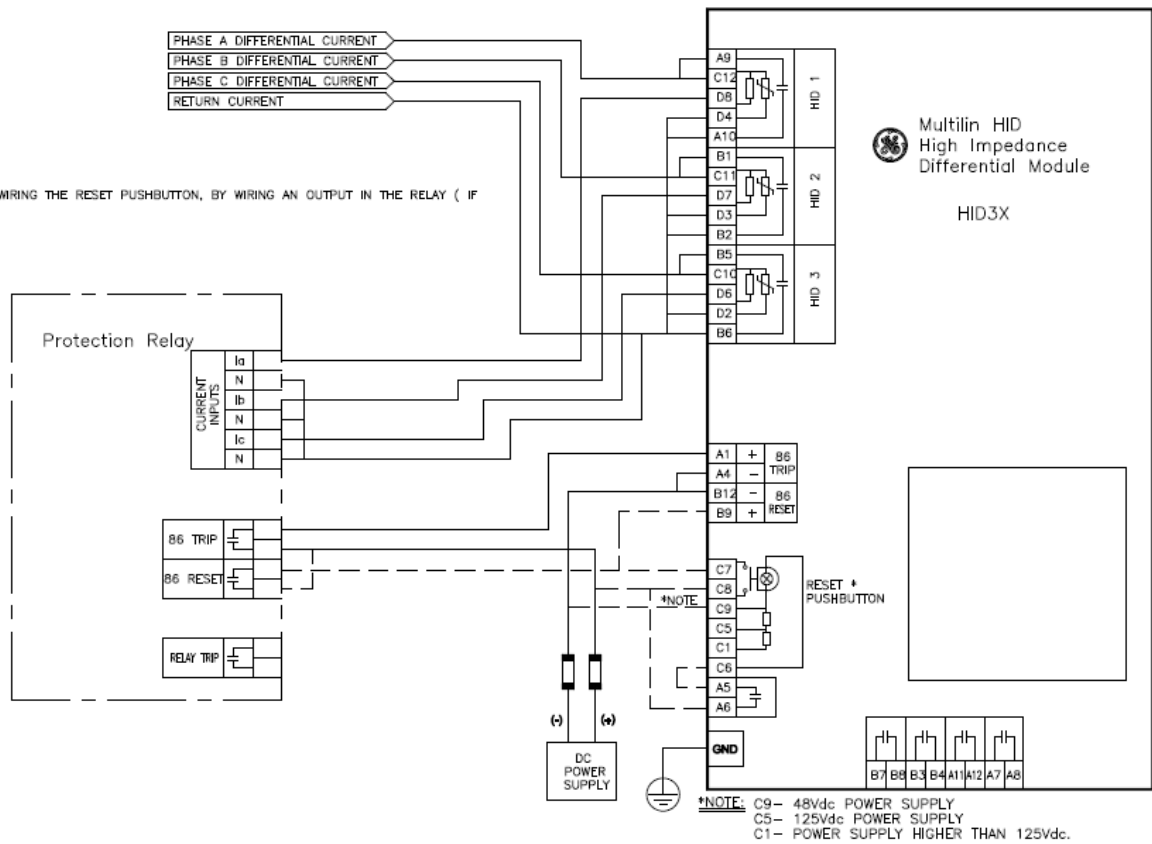 PHASE A DIFFERENTIAL CURRENT
PHASE B DIFFERENTIAL CURRENT
PHASE C DIFFERENTIAL CURRENT
RETURN CURRENT
WIRING THE RESET PUSHBUTTON, BY WIRING AN OUTPUT IN THE RELAY ( IF
Protection Relay
CURRENT
INPUTS
Ia
N
Ib
N
Ic
N
86 TRIP
86 RESET
RELAY TRIP
A9
C12
D8
D4
A10
HID 1
B1
C11
D7
D3
B2
HID 2
B5
C10
D6
D2
B6
HID 3
Multilin HID
High Impedance
Differential Module
HID3X
A1 +
A4 -
86
TRIP
B12 -
B9 +
86
RESET
C7
C8
C9
C5
C1
C6
A5
A6
RESET *
PUSHBUTTON
*NOTE
(-) (+)
DC
POWER
SUPPLY
GND
B7 B8 B3 B4 A11 A12 A7 A8
*NOTE: C9- 48Vdc POWER SUPPLY
C5- 125Vdc POWER SUPPLY
C1- POWER SUPPLY HIGHER THAN 125Vdc.